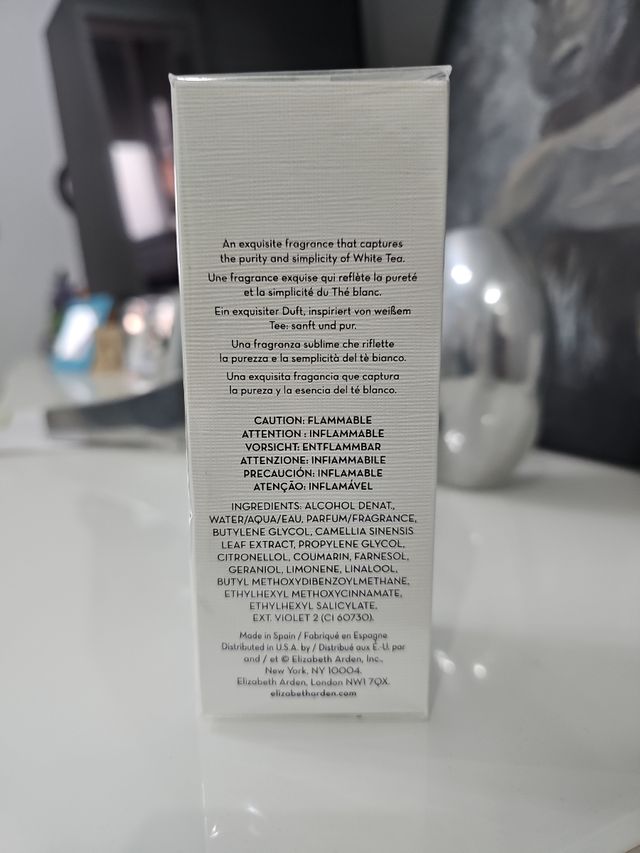 An exquisite fragrance that captures
the purity and simplicity of White Tea.
Une fragrance exquise qui reflète la pureté
et la simplicité du Thé blanc.
Ein exquisiter Duft, inspiriert von weißem
Tee: sanft und pur.
Una fragranza sublime che riflette
la purezza e la semplicità del tè bianco.
Una exquisita fragancia que captura
la pureza y la esencia del té blanco.
CAUTION: FLAMMABLE
ATTENTION : INFLAMMABLE
VORSICHT: ENTFLAMMBAR
ATTENZIONE: INFIAMMABILE
PRECAUCIÓN: INFLAMABLE
ATENÇÃO: INFLAMÁVEL
INGREDIENTS: ALCOHOL DENAT.,
WATER/AQUA/EAU, PARFUM/FRAGRANCE,
BUTYLENE GLYCOL, CAMELLIA SINENSIS
LEAF EXTRACT, PROPYLENE GLYCOL,
CITRONELLOL, COUMARIN, FARNESOL,
GERANIOL, LIMONENE, LINALOOL,
BUTYL METHOXYDIBENZOYLMETHANE,
ETHYLHEXYL METHOXYCINNAMATE,
ETHYLHEXYL SALICYLATE,
EXT. VIOLET 2 (CI 60730).
Made in Spain / Fabriqué en Espagne
Distributed in U.S.A. by / Distribué aux É.-U. par
and / et © Elizabeth Arden, Inc.,
New York, NY 10004.
Elizabeth Arden, London NW1 7QX.
elizabetharden.com